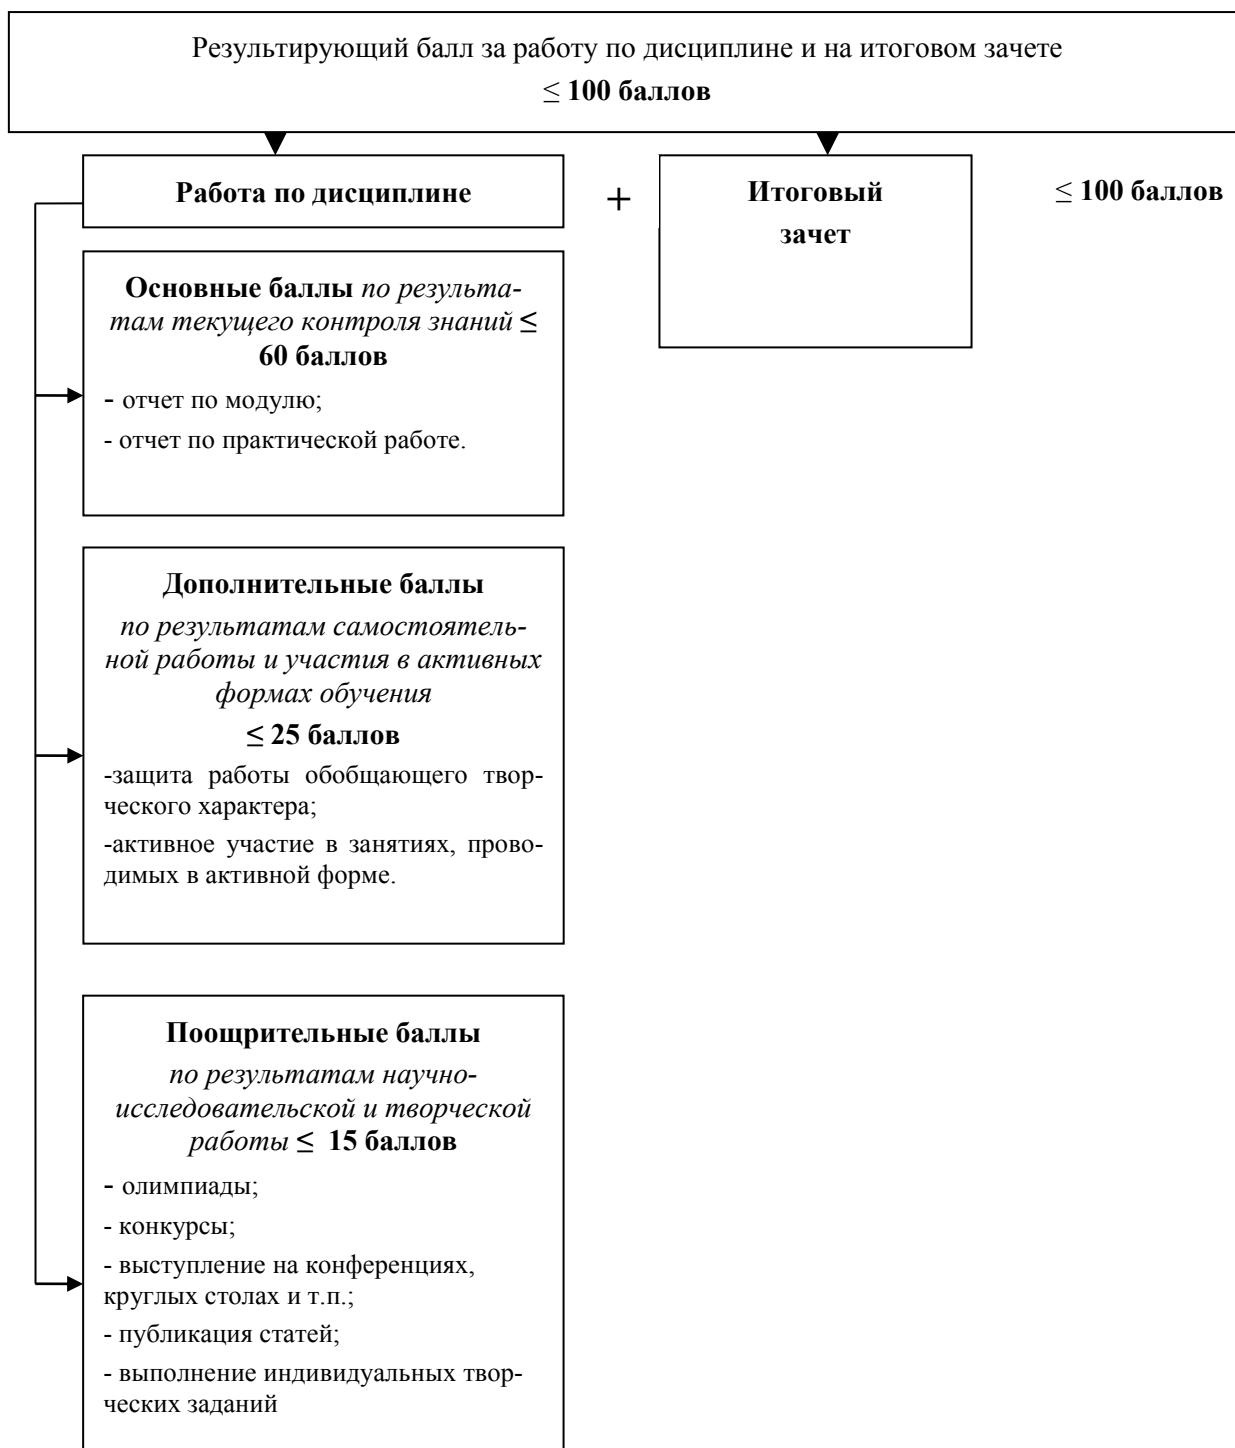 Результирующий балл за работу по дисциплине и на итоговом зачете
≤ 100 баллов
Работа по дисциплине
+
Итоговый
зачет
≤ 100 баллов
Основные баллы по результа-
там текущего контроля знаний ≤
60 баллов
- отчет по модулю;
- отчет по практической работе.
Дополнительные баллы
по результатам самостоятель-
ной работы и участия в активных
формах обучения
≤ 25 баллов
-защита работы обобщающего твор-
ческого характера;
-активное участие в занятиях, прово-
димых в активной форме.
Поощрительные баллы
по результатам научно-
исследовательской и творческой
работы ≤ 15 баллов
- олимпиады;
- конкурсы;
- выступление на конференциях,
круглых столах и т.п.;
- публикация статей;
- выполнение индивидуальных твор-
ческих заданий